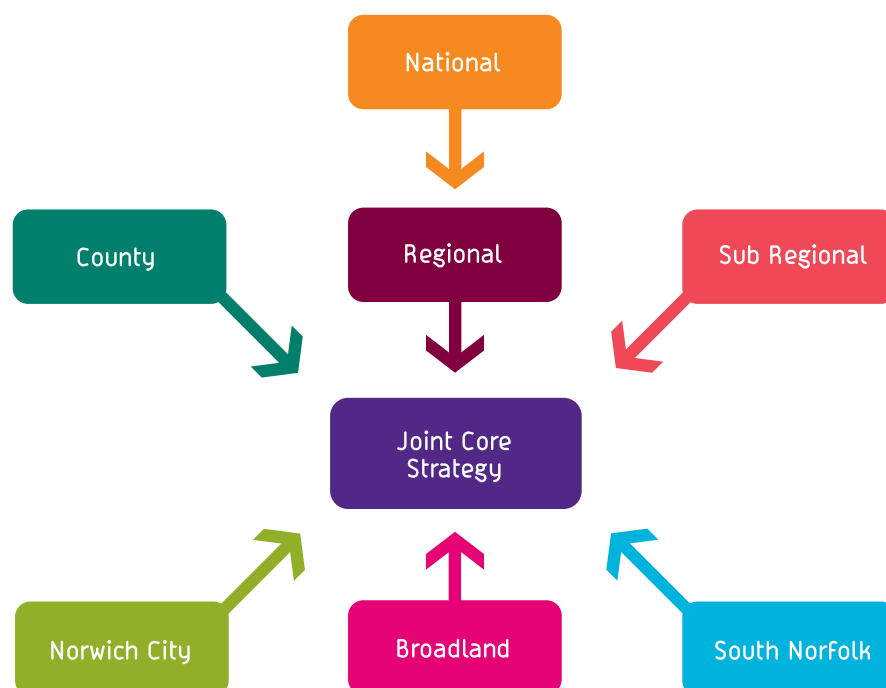 National
County
Regional
Sub Regional
Joint Core
Strategy
Norwich City
Broadland
South Norfolk